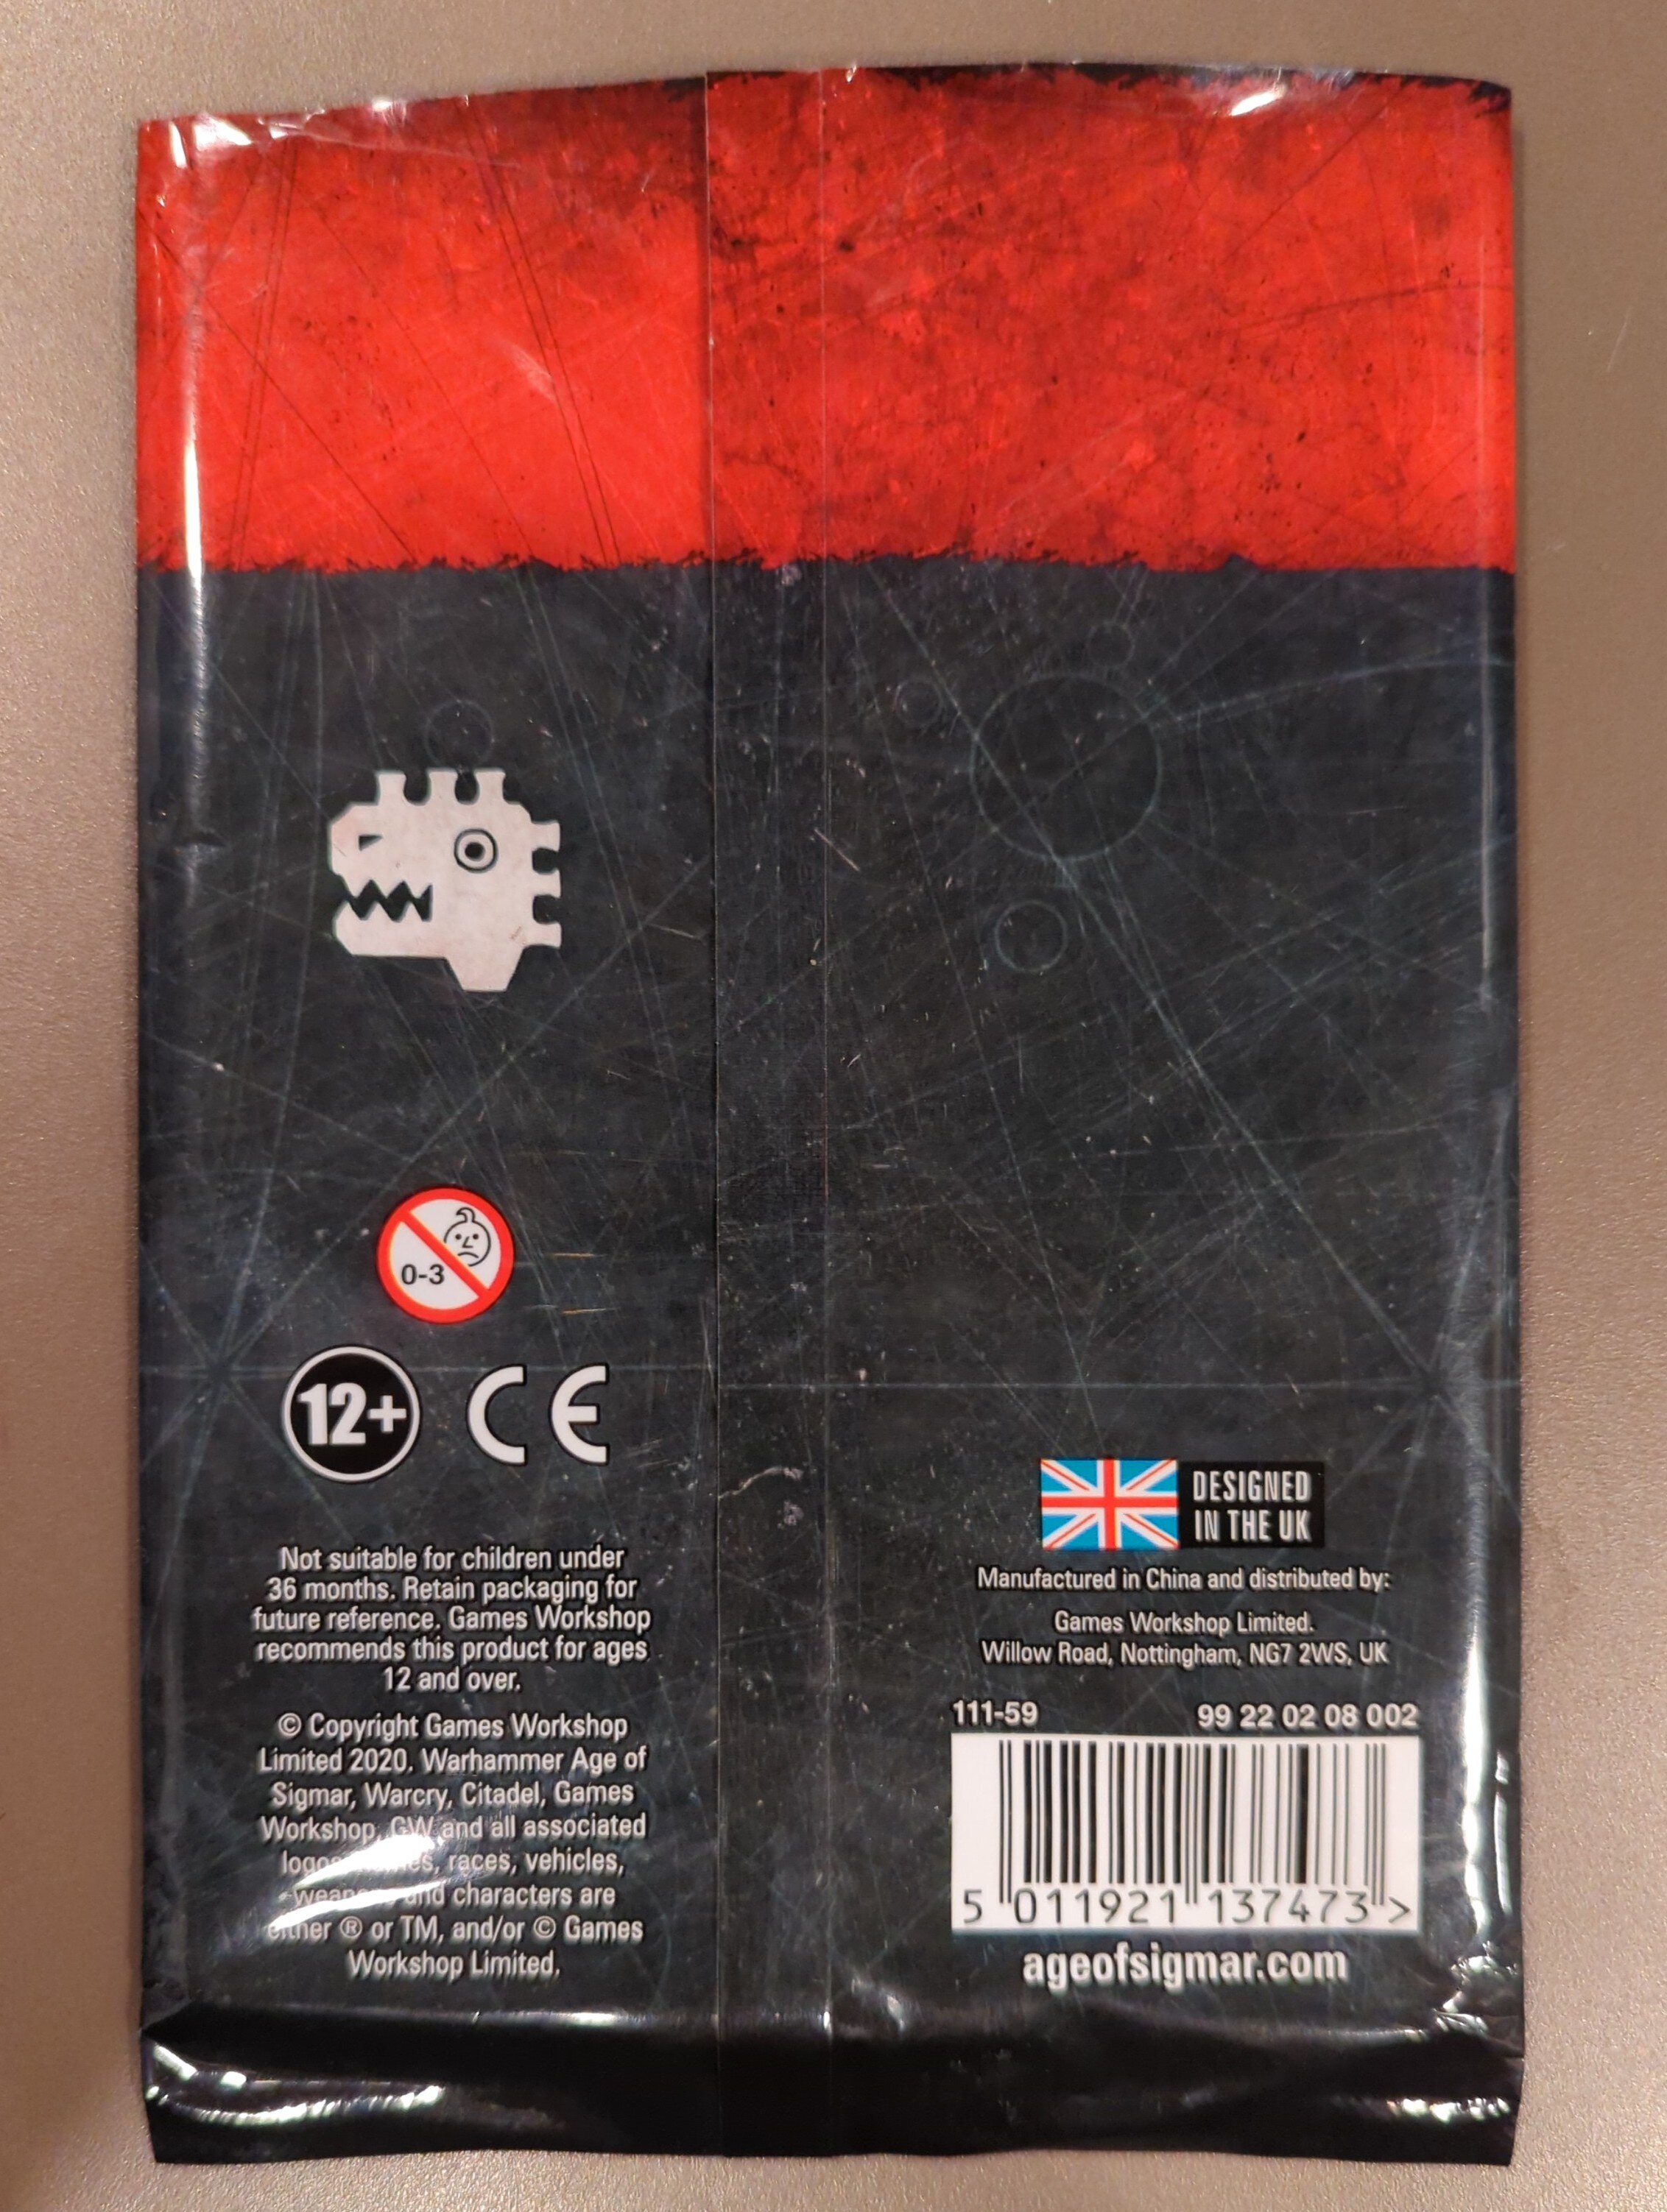 0-3
12+ CE
Not suitable for children under
36 months. Retain packaging for
future reference. Games Workshop
recommends this product for ages
12 and over.
© Copyright Games Workshop
Limited 2020. Warhammer Age of
Sigmar, Warcry, Citadel, Games
Workshop, GW and all associated
races, vehicles,
and characters are
either ® or TM, and/or © Games
Workshop Limited.
DESIGNED
IN THE UK
Manufactured in China and distributed by:
Games Workshop Limited.
Willow Road, Nottingham, NG7 2WS, UK
111-59 99 22 02 08 002
5 011921 137473 >
ageofsigmar.com